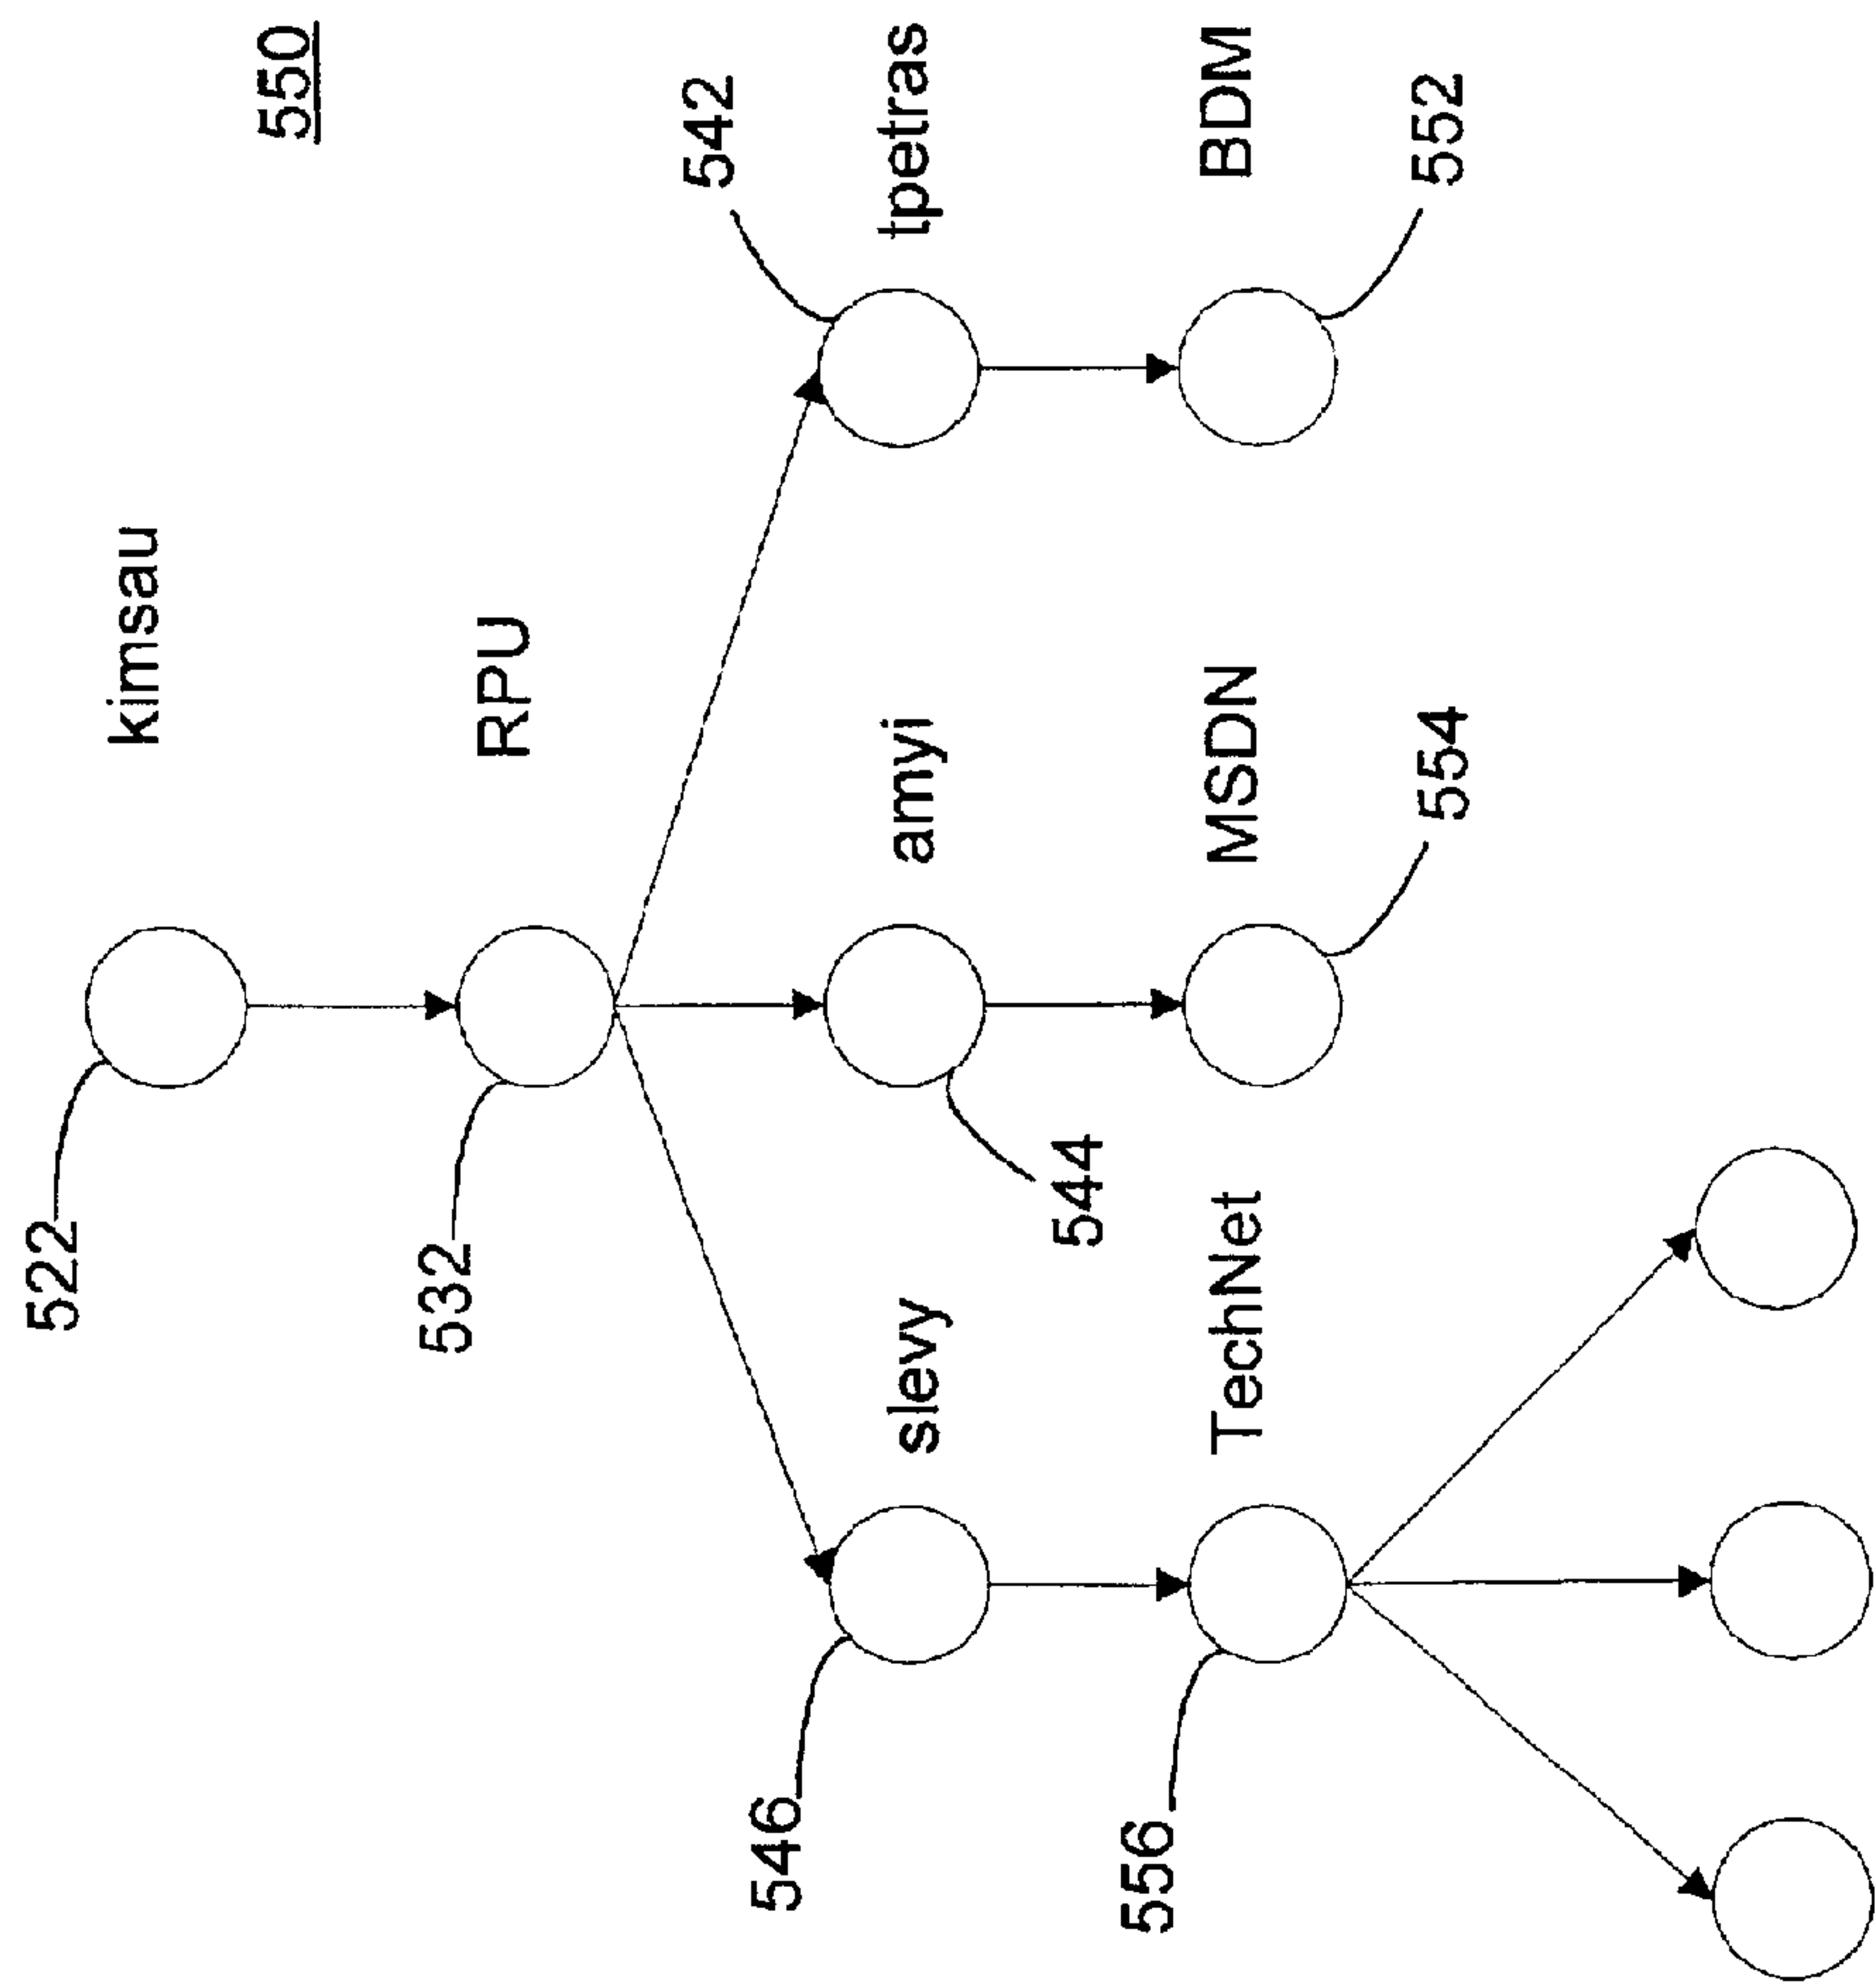 522
kimsau
550
532
RPU
542
546
slevy
amyi
tpetras
544
556
TechNet
MSDN
BDM
554
552